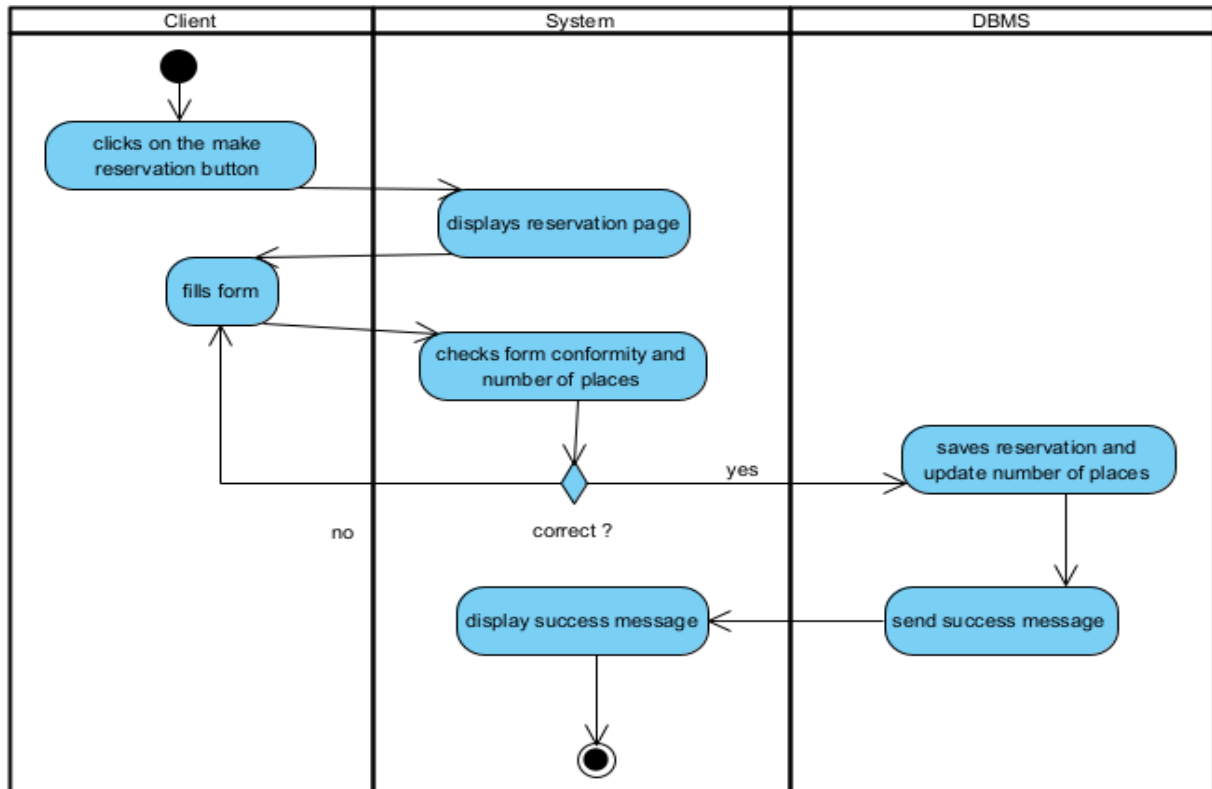 Client
System
DBMS
clicks on the make
reservation button
displays reservation page
fills form
checks form conformity and
number of places
saves reservation and
update number of places
yes
no
correct ?
display success message
send success message